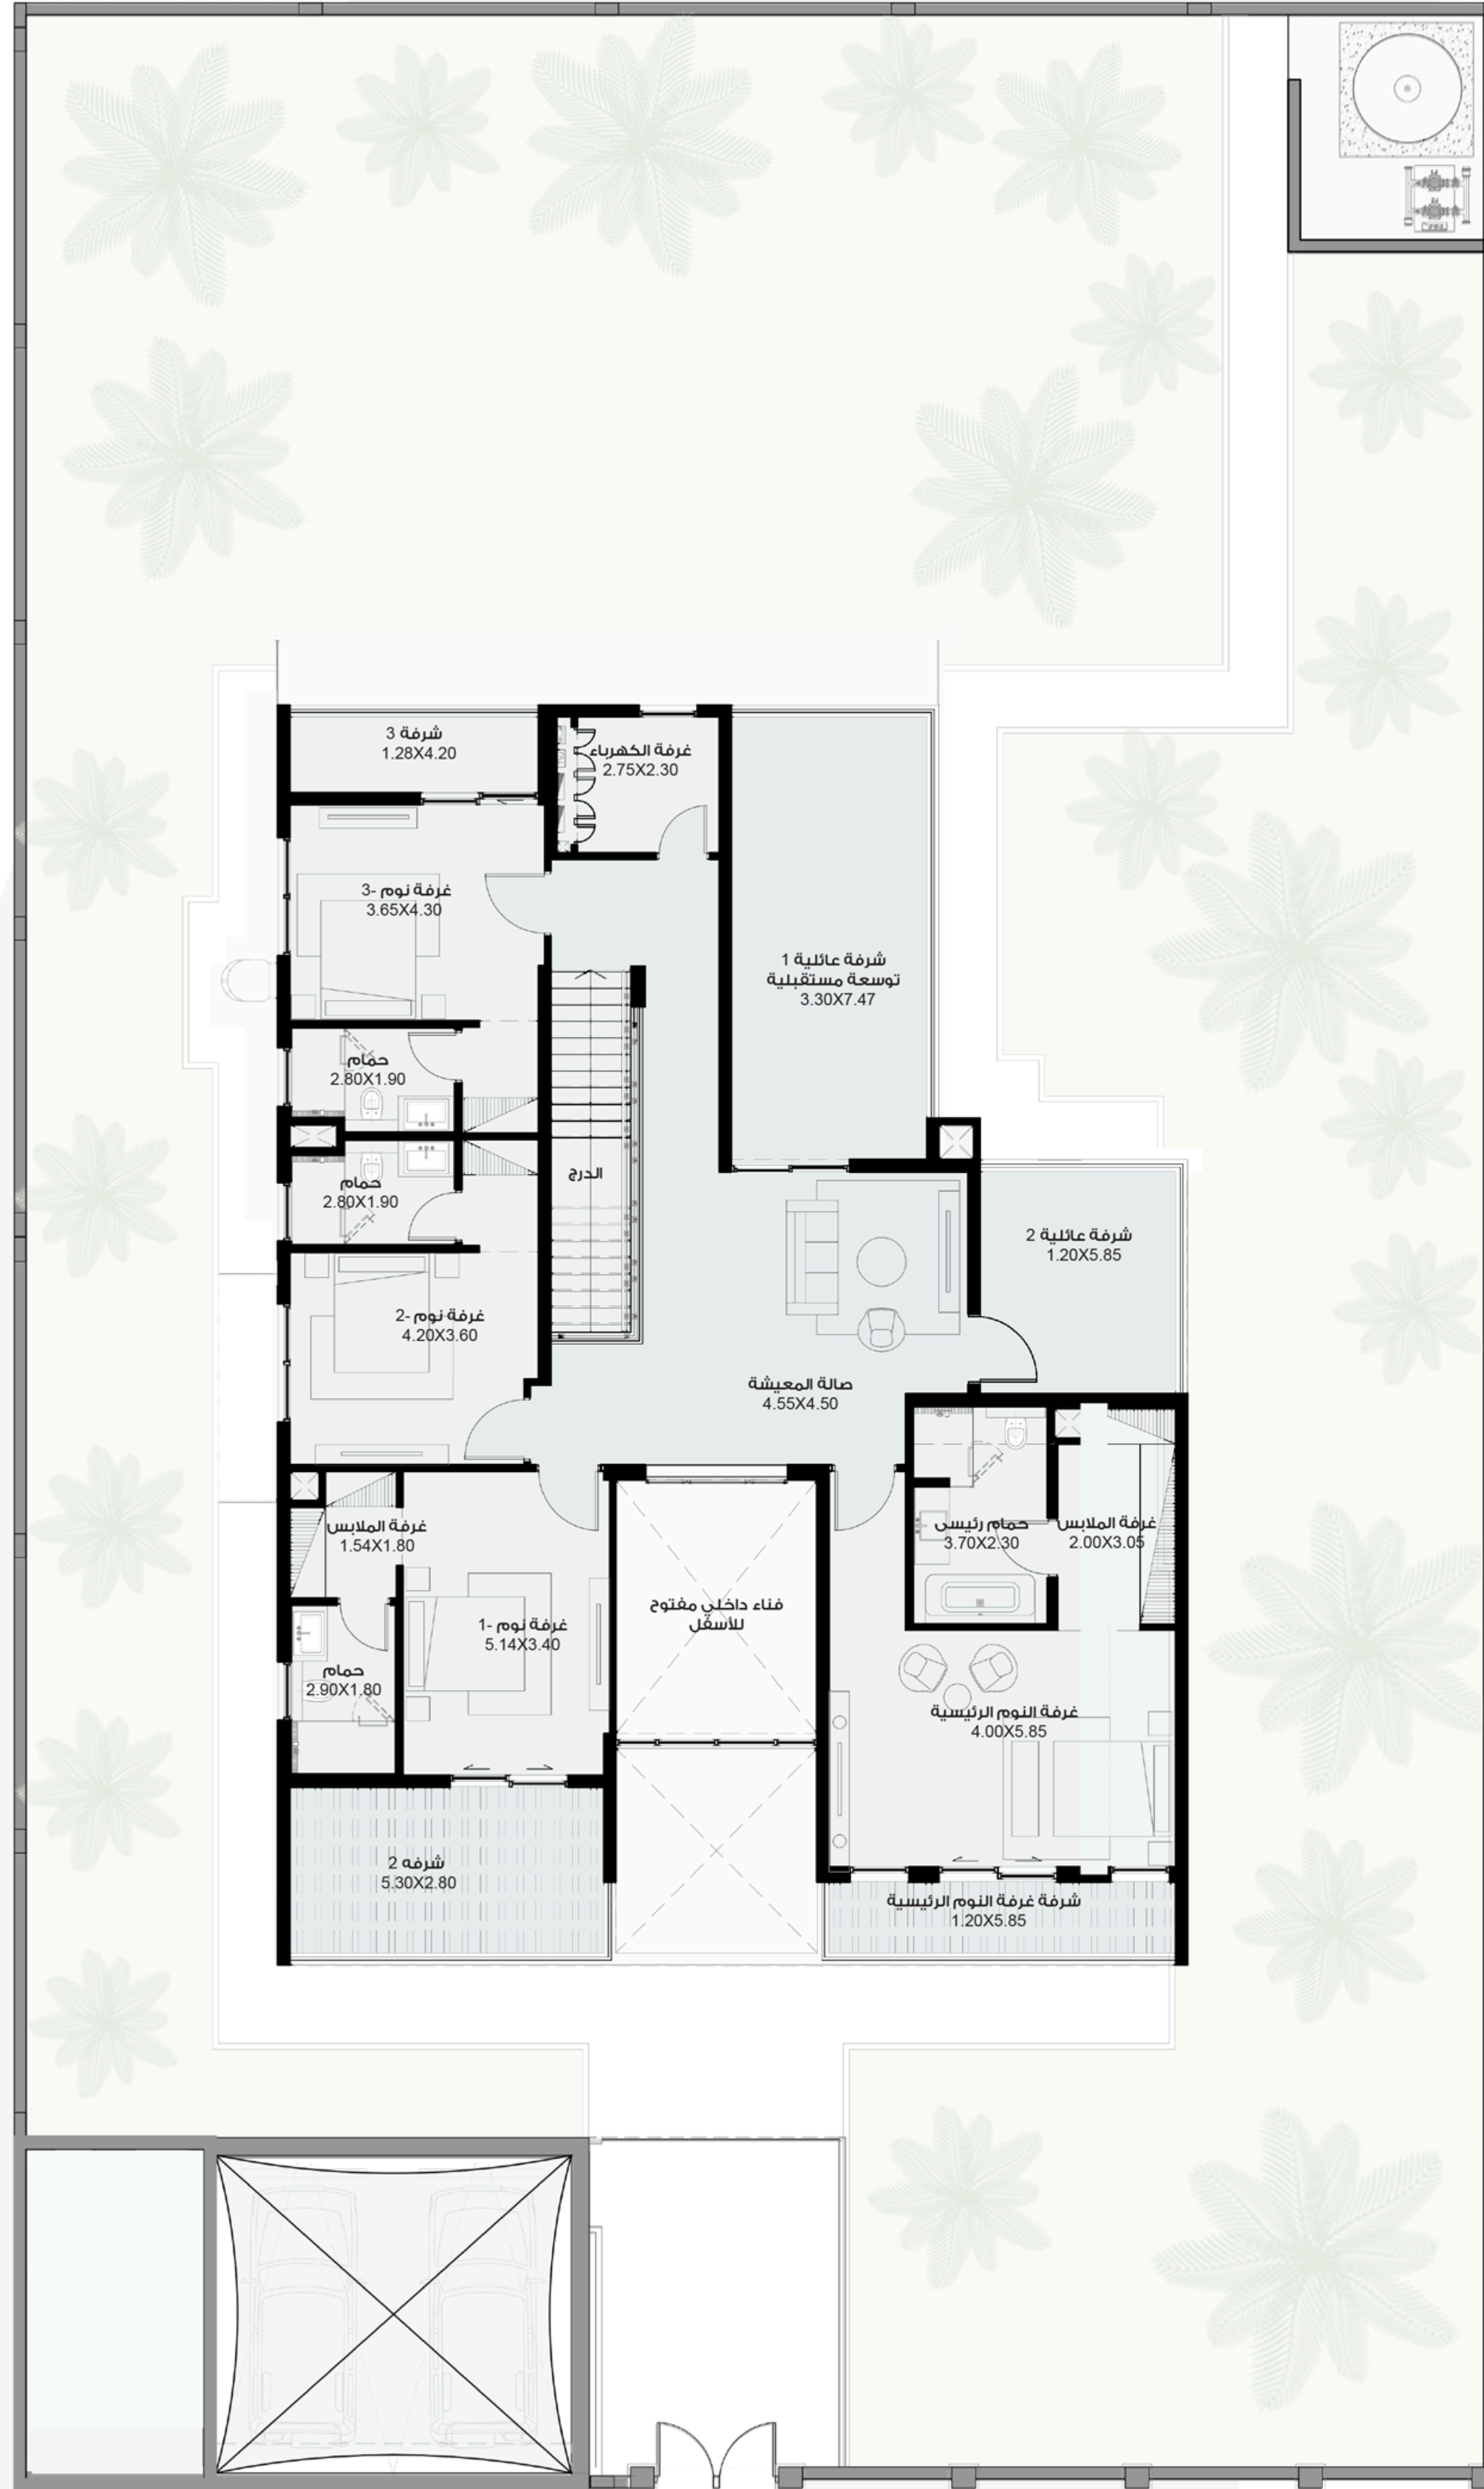 شرفة 3
1.28X4.20
غرفة الكهرباء
2.75X2.30
غرفة نوم -3
3.65X4.30
شرفة عائلية 1
توسعة مستقبلية
3.30X7.47
حمام
2.80X1.90
الدرج
حمام
2.80X1.90
شرفة عائلية 2
1.20X5.85
غرفة نوم -2
4.20X3.60
صالة المعيشة
4.55X4.50
غرفة الملابس
1.54X1.80
حمام رئيسى
3.70X2.30
غرفة الملابس
2.00X3.05
فناء داخلي مفتوح
للأسفل
غرفة نوم -1
5.14X3.40
حمام
2.90X1.80
غرفة النوم الرئيسية
4.00X5.85
شرفه 2
5.30X2.80
شرفة غرفة النوم الرئيسية
1.20X5.85